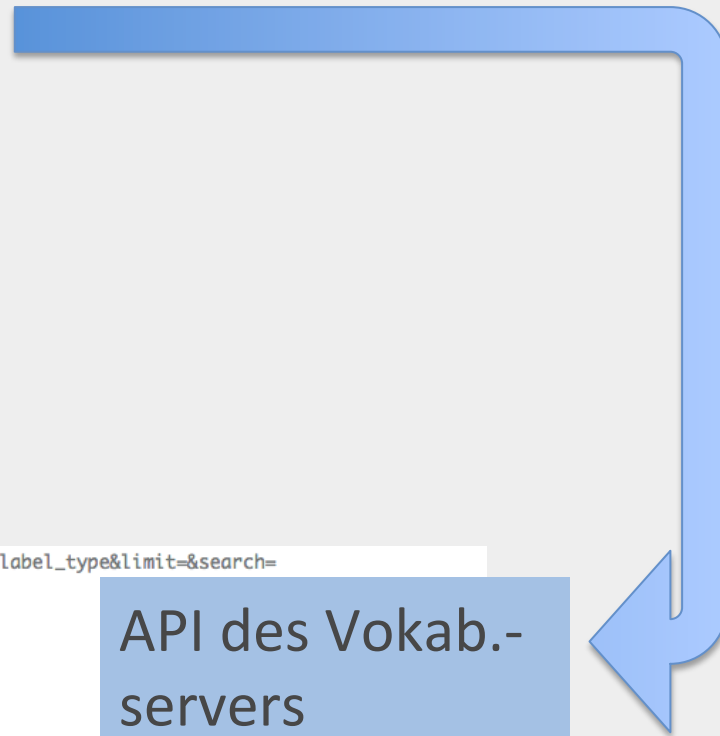 label_type&limit=&search=
API des Vokab.-
servers